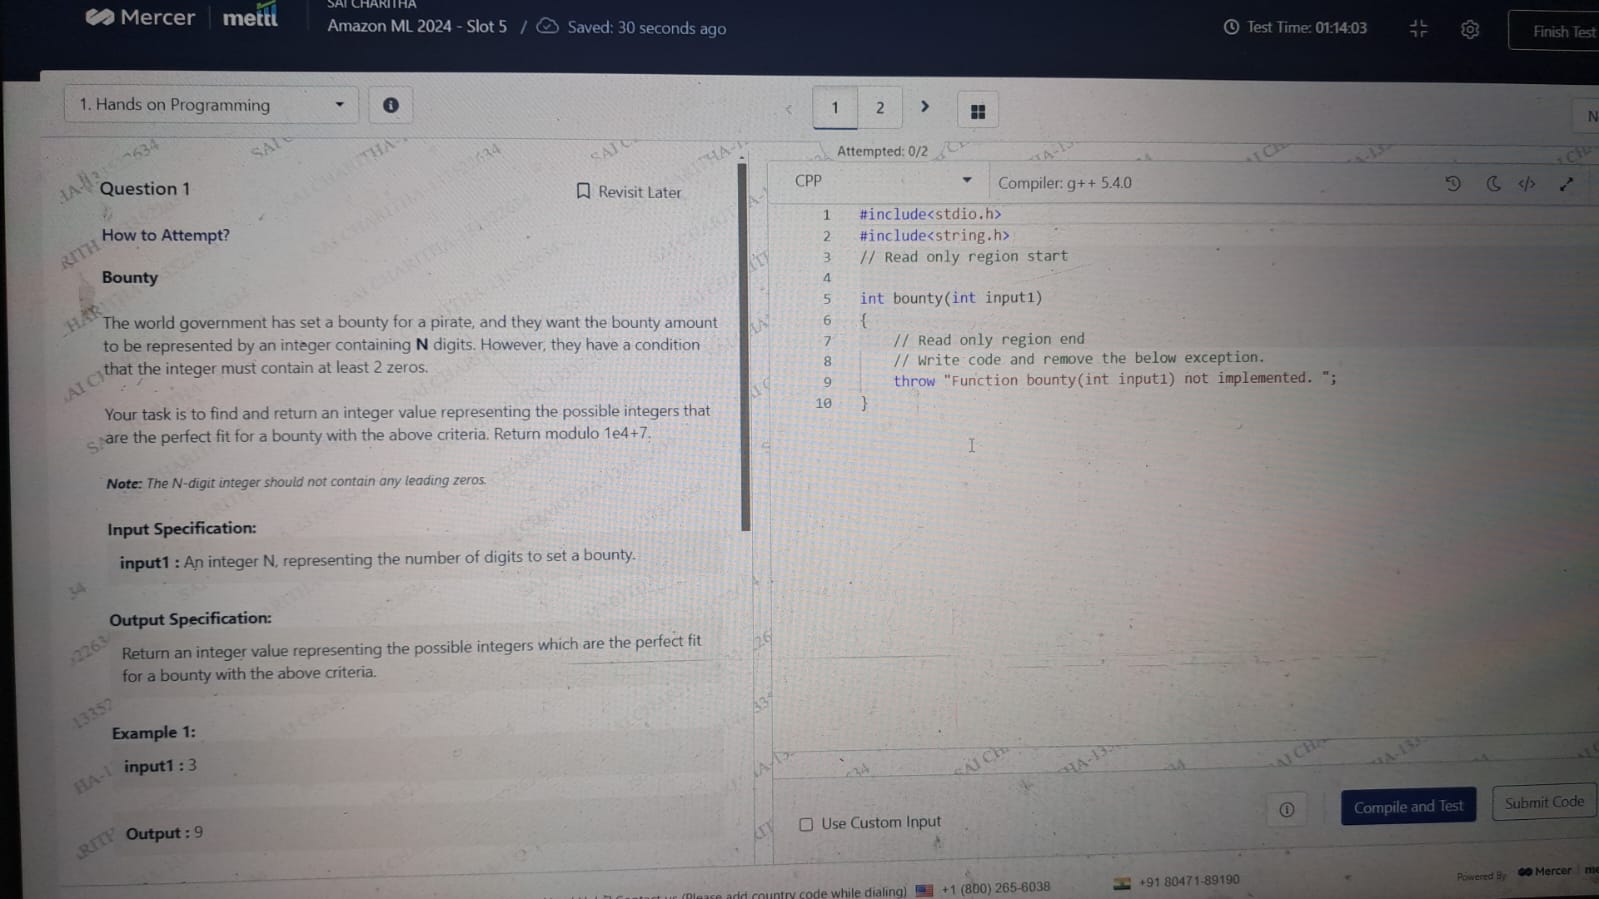 Mercer | mettl
SAI CHARITHA
Amazon ML 2024 - Slot 5 / Saved: 30 seconds ago
Test Time: 01:14:03
Finish Test
1. Hands on Programming
1 2
Attempted: 0/2
Question 1
Revisit Later
How to Attempt?
Bounty
The world government has set a bounty for a pirate, and they want the bounty amount
to be represented by an integer containing N digits. However, they have a condition
that the integer must contain at least 2 zeros.
Your task is to find and return an integer value representing the possible integers that
are the perfect fit for a bounty with the above criteria. Return modulo 1e4+7.
Note: The N-digit integer should not contain any leading zeros.
Input Specification:
input1 : An integer N, representing the number of digits to set a bounty.
Output Specification:
Return an integer value representing the possible integers which are the perfect fit
for a bounty with the above criteria.
Example 1:
input1 : 3
Output : 9
CPP
Compiler: g++ 5.4.0
1 #include<stdio.h>
2 #include<string.h>
3 // Read only region start
4
5 int bounty(int input1)
6 {
7 // Read only region end
8 // Write code and remove the below exception.
9 throw "Function bounty(int input1) not implemented. ";
10 }
Use Custom Input
Compile and Test
Submit Code
(Please add country code while dialing) +1 (800) 265-6038
+91 80471-89190
Powered By Mercer